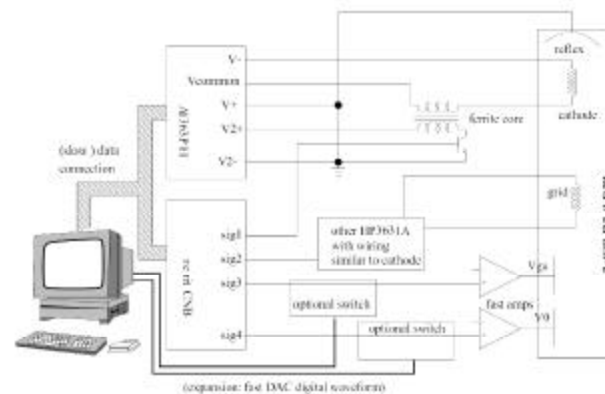 reflex
V-
Vcommon
V+
V2+
V2-
ferrite core
cathode
(slow) data
connection
grid
sig1
sig2
sig3
sig4
other HP3631A
with wiring
similar to cathode
optional switch
optional switch
Vgs
fast amps
V0
(expansion: fast DAC digital waveform)